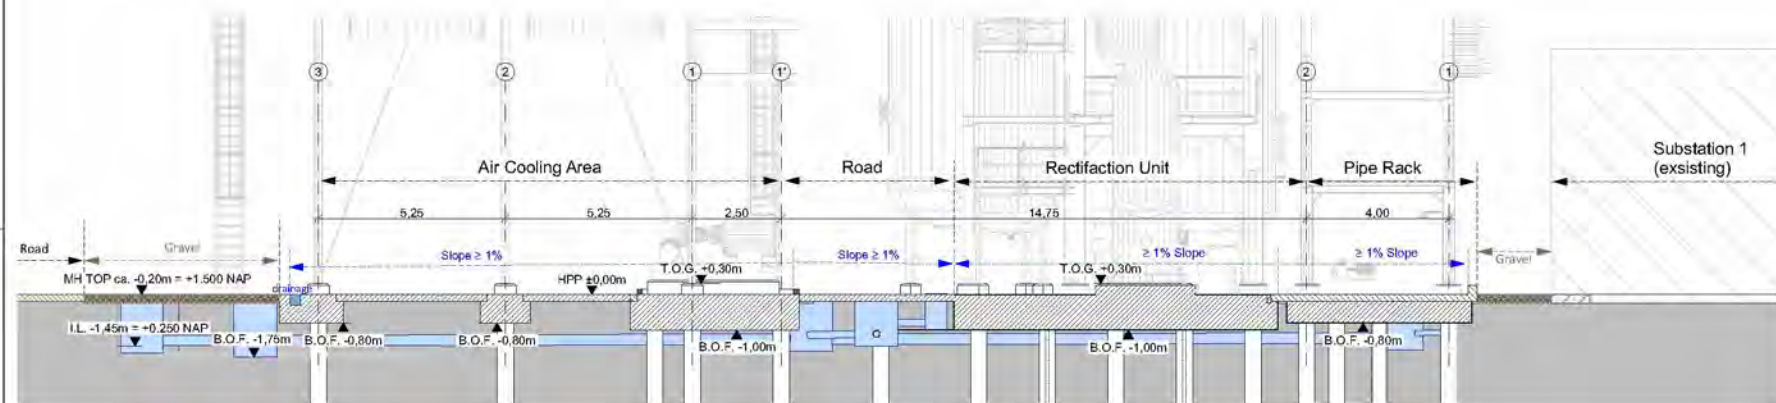 3
2
1
1'
2
1
Substation 1
(exsisting)
Air Cooling Area
Road
Rectifaction Unit
Pipe Rack
5,25
5,25
2,50
14,75
4,00
Road
Gravel
Slope ≥ 1%
Slope ≥ 1%
≥ 1% Slope
≥ 1% Slope
Gravel
MH TOP ca. -0,20m = +1.500 NAP
drainage
HPP ±0,00m
T.O.G. +0,30m
T.O.G. +0,30m
I.L. -1,45m = +0.250 NAP
B.O.F. -1,75m
B.O.F. -0,80m
B.O.F. -0,80m
B.O.F. -1,00m
B.O.F. -1,00m
B.O.F. -0,80m